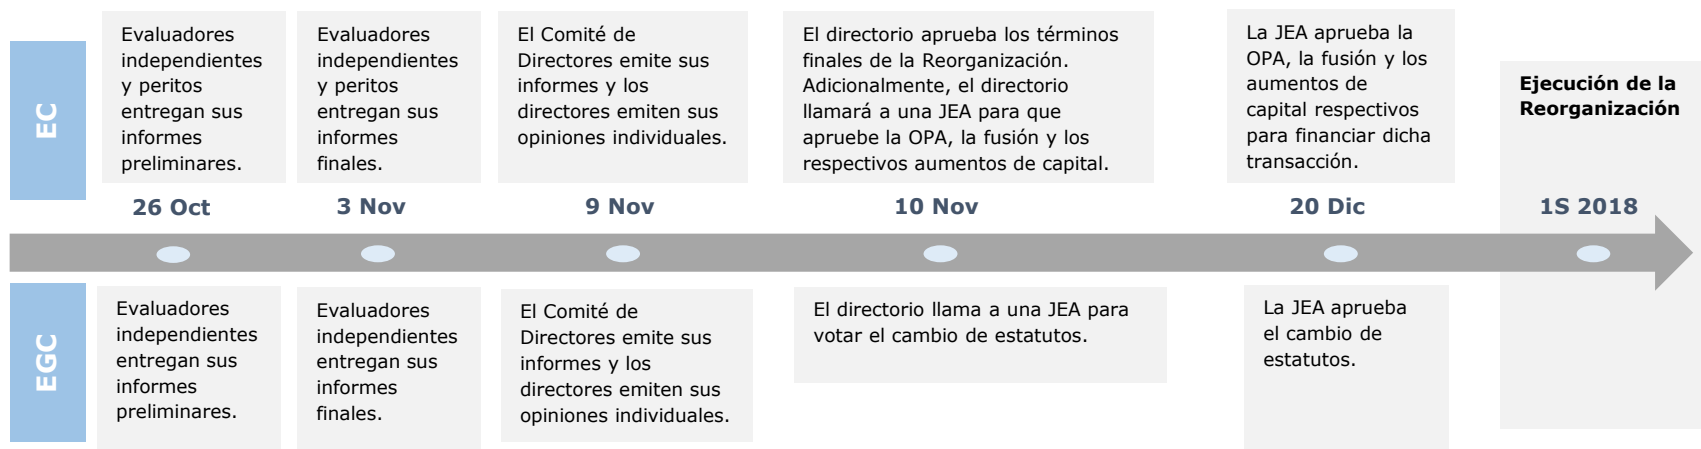 EC
Evaluadores
independientes
y peritos
entregan sus
informes
preliminares.
Evaluadores
independientes
y peritos
entregan sus
informes
finales.
El Comité de
Directores emite sus
informes y los
directores emiten sus
opiniones individuales.
El directorio aprueba los términos
finales de la Reorganización.
Adicionalmente, el directorio
llamará a una JEA para que
apruebe la OPA, la fusión y los
respectivos aumentos de capital.
La JEA aprueba la
OPA, la fusión y los
aumentos de
capital respectivos
para financiar dicha
transacción.
Ejecución de la
Reorganización
26 Oct
3 Nov
9 Nov
10 Nov
20 Dic
1S 2018
EGC
Evaluadores
independientes
entregan sus
informes
preliminares.
Evaluadores
independientes
entregan sus
informes
finales.
El Comité de
Directores emite sus
informes y los
directores emiten sus
opiniones individuales.
El directorio llama a una JEA para
votar el cambio de estatutos.
La JEA aprueba
el cambio de
estatutos.